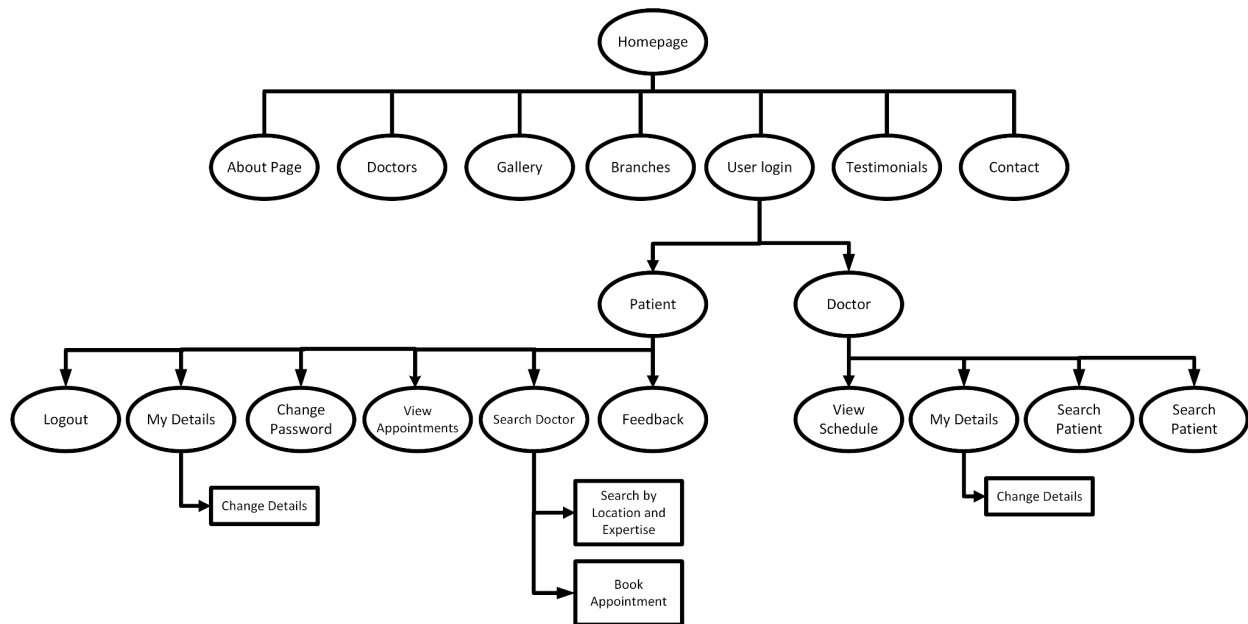 Homepage
About Page
Doctors
Gallery
Branches
User login
Testimonials
Contact
Patient
Doctor
Logout
My Details
Change
Password
View
Appointments
Search Doctor
Feedback
View
Schedule
My Details
Search
Patient
Search
Patient
Change Details
Search by
Location and
Expertise
Change Details
Book
Appointment